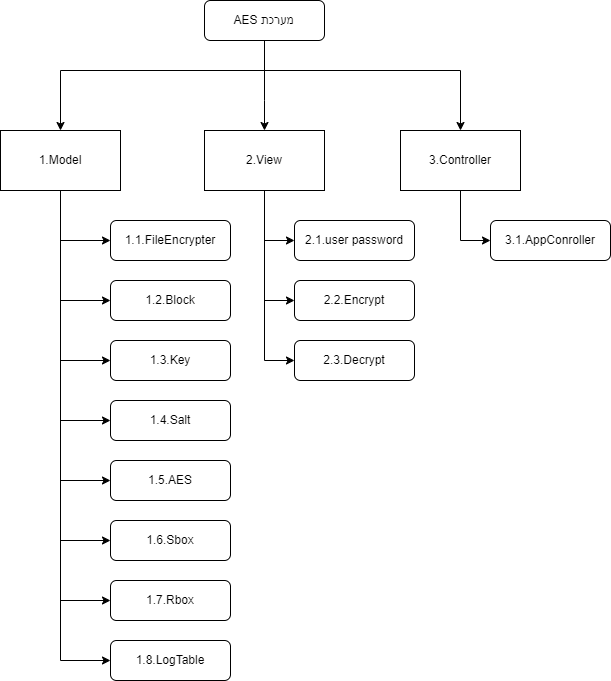 מערכת AES
1.Model
2.View
3.Controller
1.1.FileEncrypter
2.1.user password
3.1.AppConroller
1.2.Block
2.2.Encrypt
1.3.Key
2.3.Decrypt
1.4.Salt
1.5.AES
1.6.Sbox
1.7.Rbox
1.8.LogTable